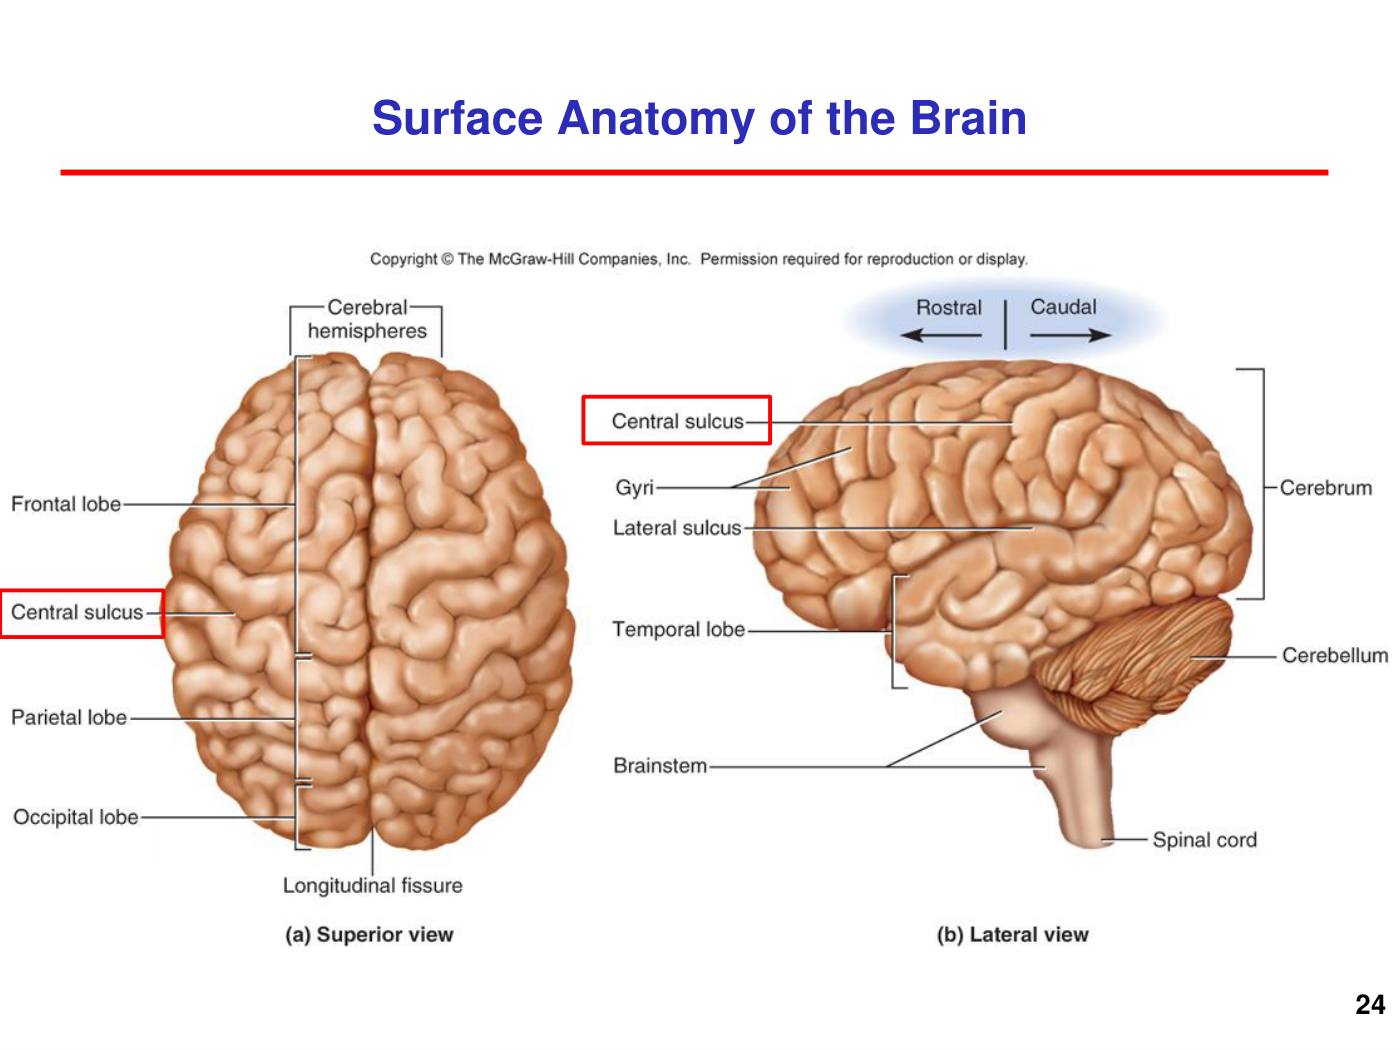 Surface Anatomy of the Brain
Copyright © The McGraw-Hill Companies, Inc. Permission required for reproduction or display.
Cerebral
hemispheres
Frontal lobe
Central sulcus
Parietal lobe
Occipital lobe
Longitudinal fissure
(a) Superior view
Rostral
Caudal
Central sulcus
Gyri
Lateral sulcus
Temporal lobe
Brainstem
Cerebrum
Cerebellum
Spinal cord
(b) Lateral view
24